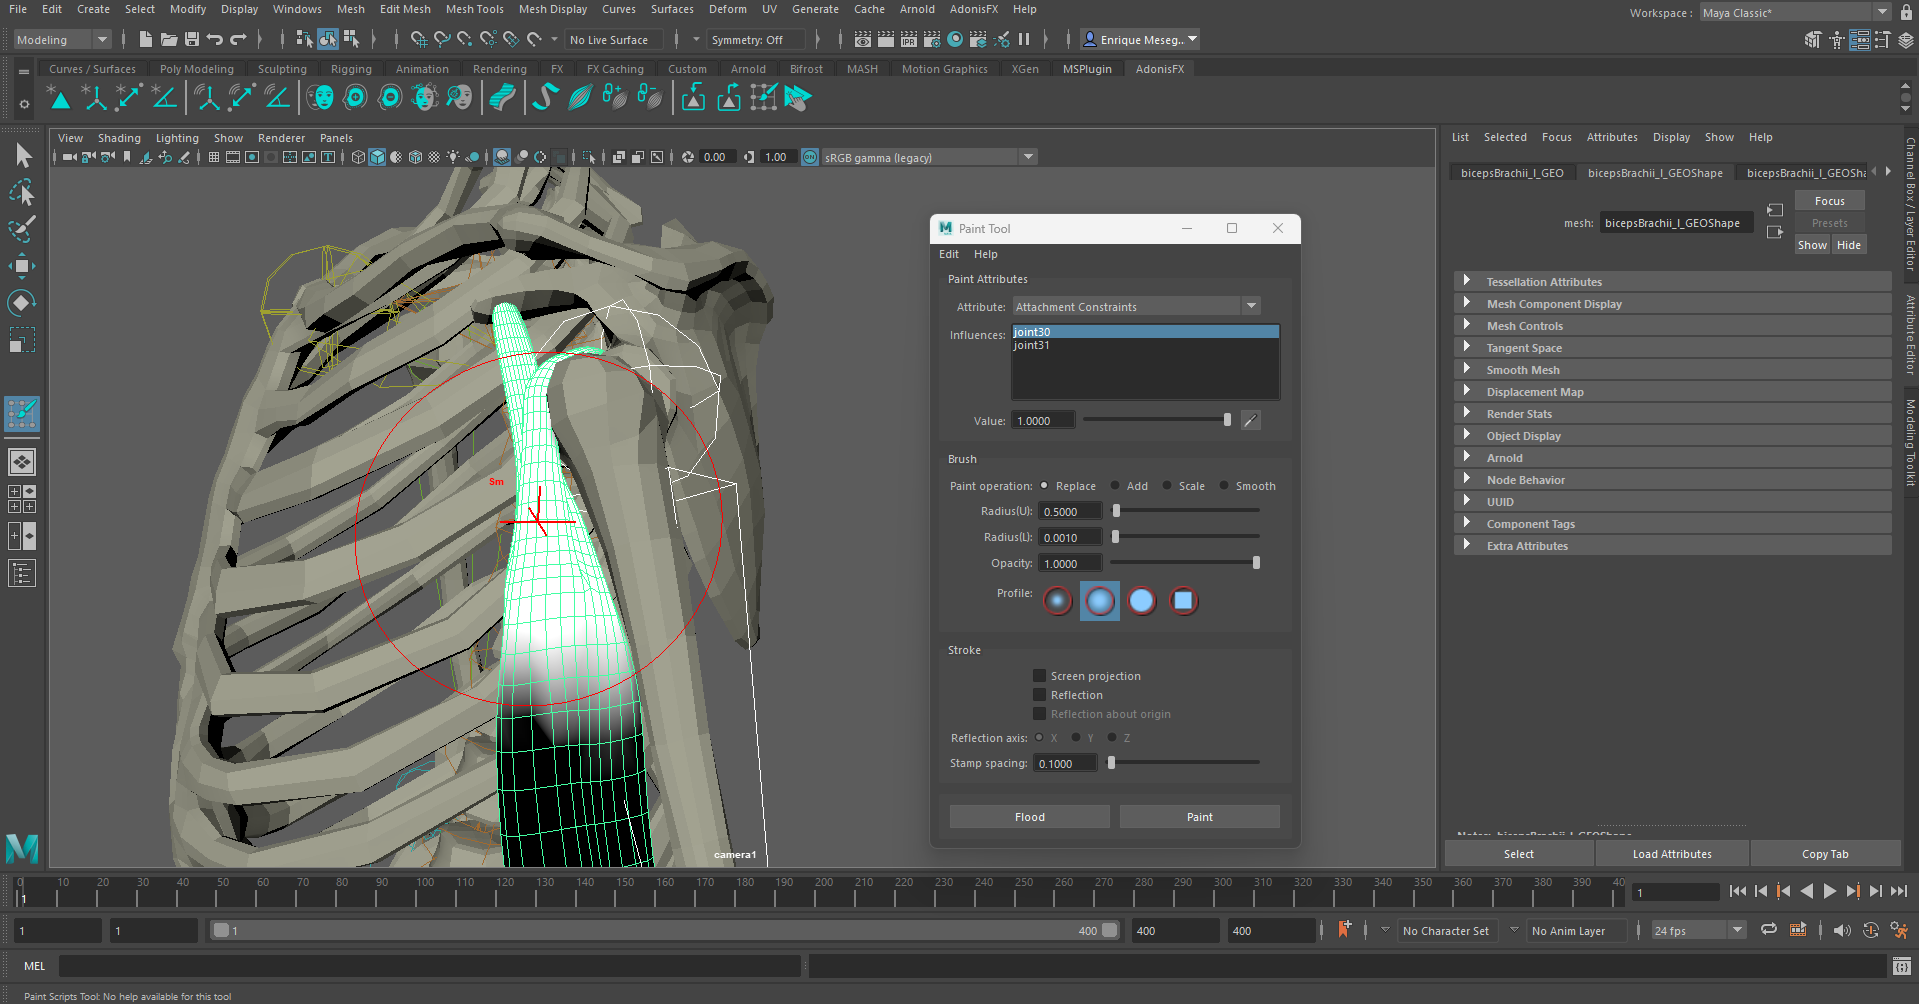 File Edit Create Select Modify Display Windows Mesh Edit Mesh Mesh Tools Mesh Display Curves Surfaces Deform UV Generate Cache Arnold AdonisFX Help
Workspace : Maya Classic*
Modeling No Live Surface Symmetry: Off IPR Enrique Meseg...
Curves / Surfaces Poly Modeling Sculpting Rigging Animation Rendering FX FX Caching Custom Arnold Bifrost MASH Motion Graphics XGen MSPlugin AdonisFX
View Shading Lighting Show Renderer Panels
0.00 1.00 ON sRGB gamma (legacy)
Sm
camera1
Paint Tool
Edit Help
Paint Attributes
Attribute: Attachment Constraints
Influences: joint30
joint31
Value: 1.0000
Brush
Paint operation: Replace Add Scale Smooth
Radius(U): 0.5000
Radius(L): 0.0010
Opacity: 1.0000
Profile:
Stroke
Screen projection
Reflection
Reflection about origin
Reflection axis: X Y Z
Stamp spacing: 0.1000
Flood Paint
List Selected Focus Attributes Display Show Help
bicepsBrachii_l_GEO bicepsBrachii_l_GEOShape bicepsBrachii_l_GEOSha
Focus
mesh: bicepsBrachii_l_GEOShape Presets
Show Hide
Tessellation Attributes
Mesh Component Display
Mesh Controls
Tangent Space
Smooth Mesh
Displacement Map
Render Stats
Object Display
Arnold
Node Behavior
UUID
Component Tags
Extra Attributes
Notes: bicepsBrachii_l_GEOShape
Select Load Attributes Copy Tab
Channel Box / Layer Editor
Attribute Editor
Modeling Toolkit
0 10 20 30 40 50 60 70 80 90 100 110 120 130 140 150 160 170 180 190 200 210 220 230 240 250 260 270 280 290 300 310 320 330 340 350 360 370 380 390 40
1 1
1 1 1 400 400 400 No Character Set No Anim Layer 24 fps
MEL
Paint Scripts Tool: No help available for this tool